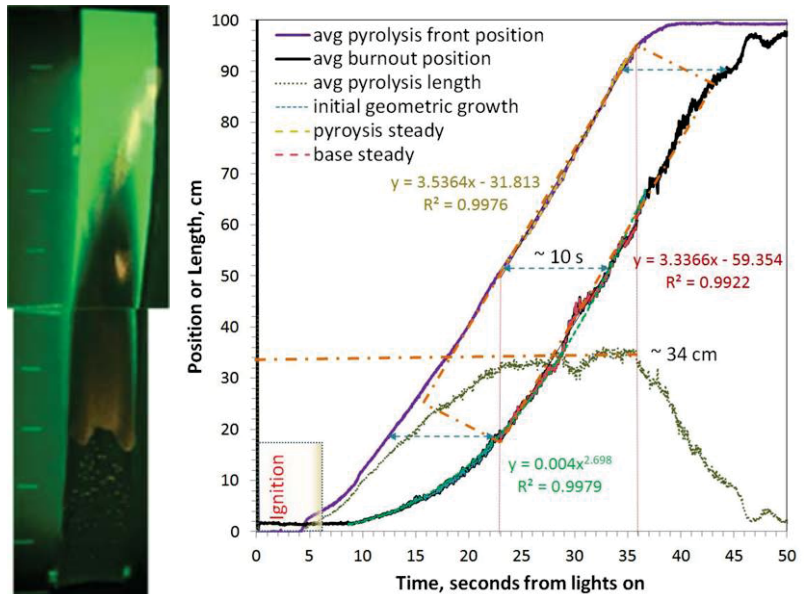 avg pyrolysis front position
avg burnout position
avg pyrolysis length
initial geometric growth
pyroysis steady
base steady
y = 3.5364x - 31.813
R² = 0.9976
~ 10 s
y = 3.3366x - 59.354
R² = 0.9922
~ 34 cm
y = 0.004x^2.698
R² = 0.9979
Ignition
Position or Length, cm
100
90
80
70
60
50
40
30
20
10
0
0 5 10 15 20 25 30 35 40 45 50
Time, seconds from lights on